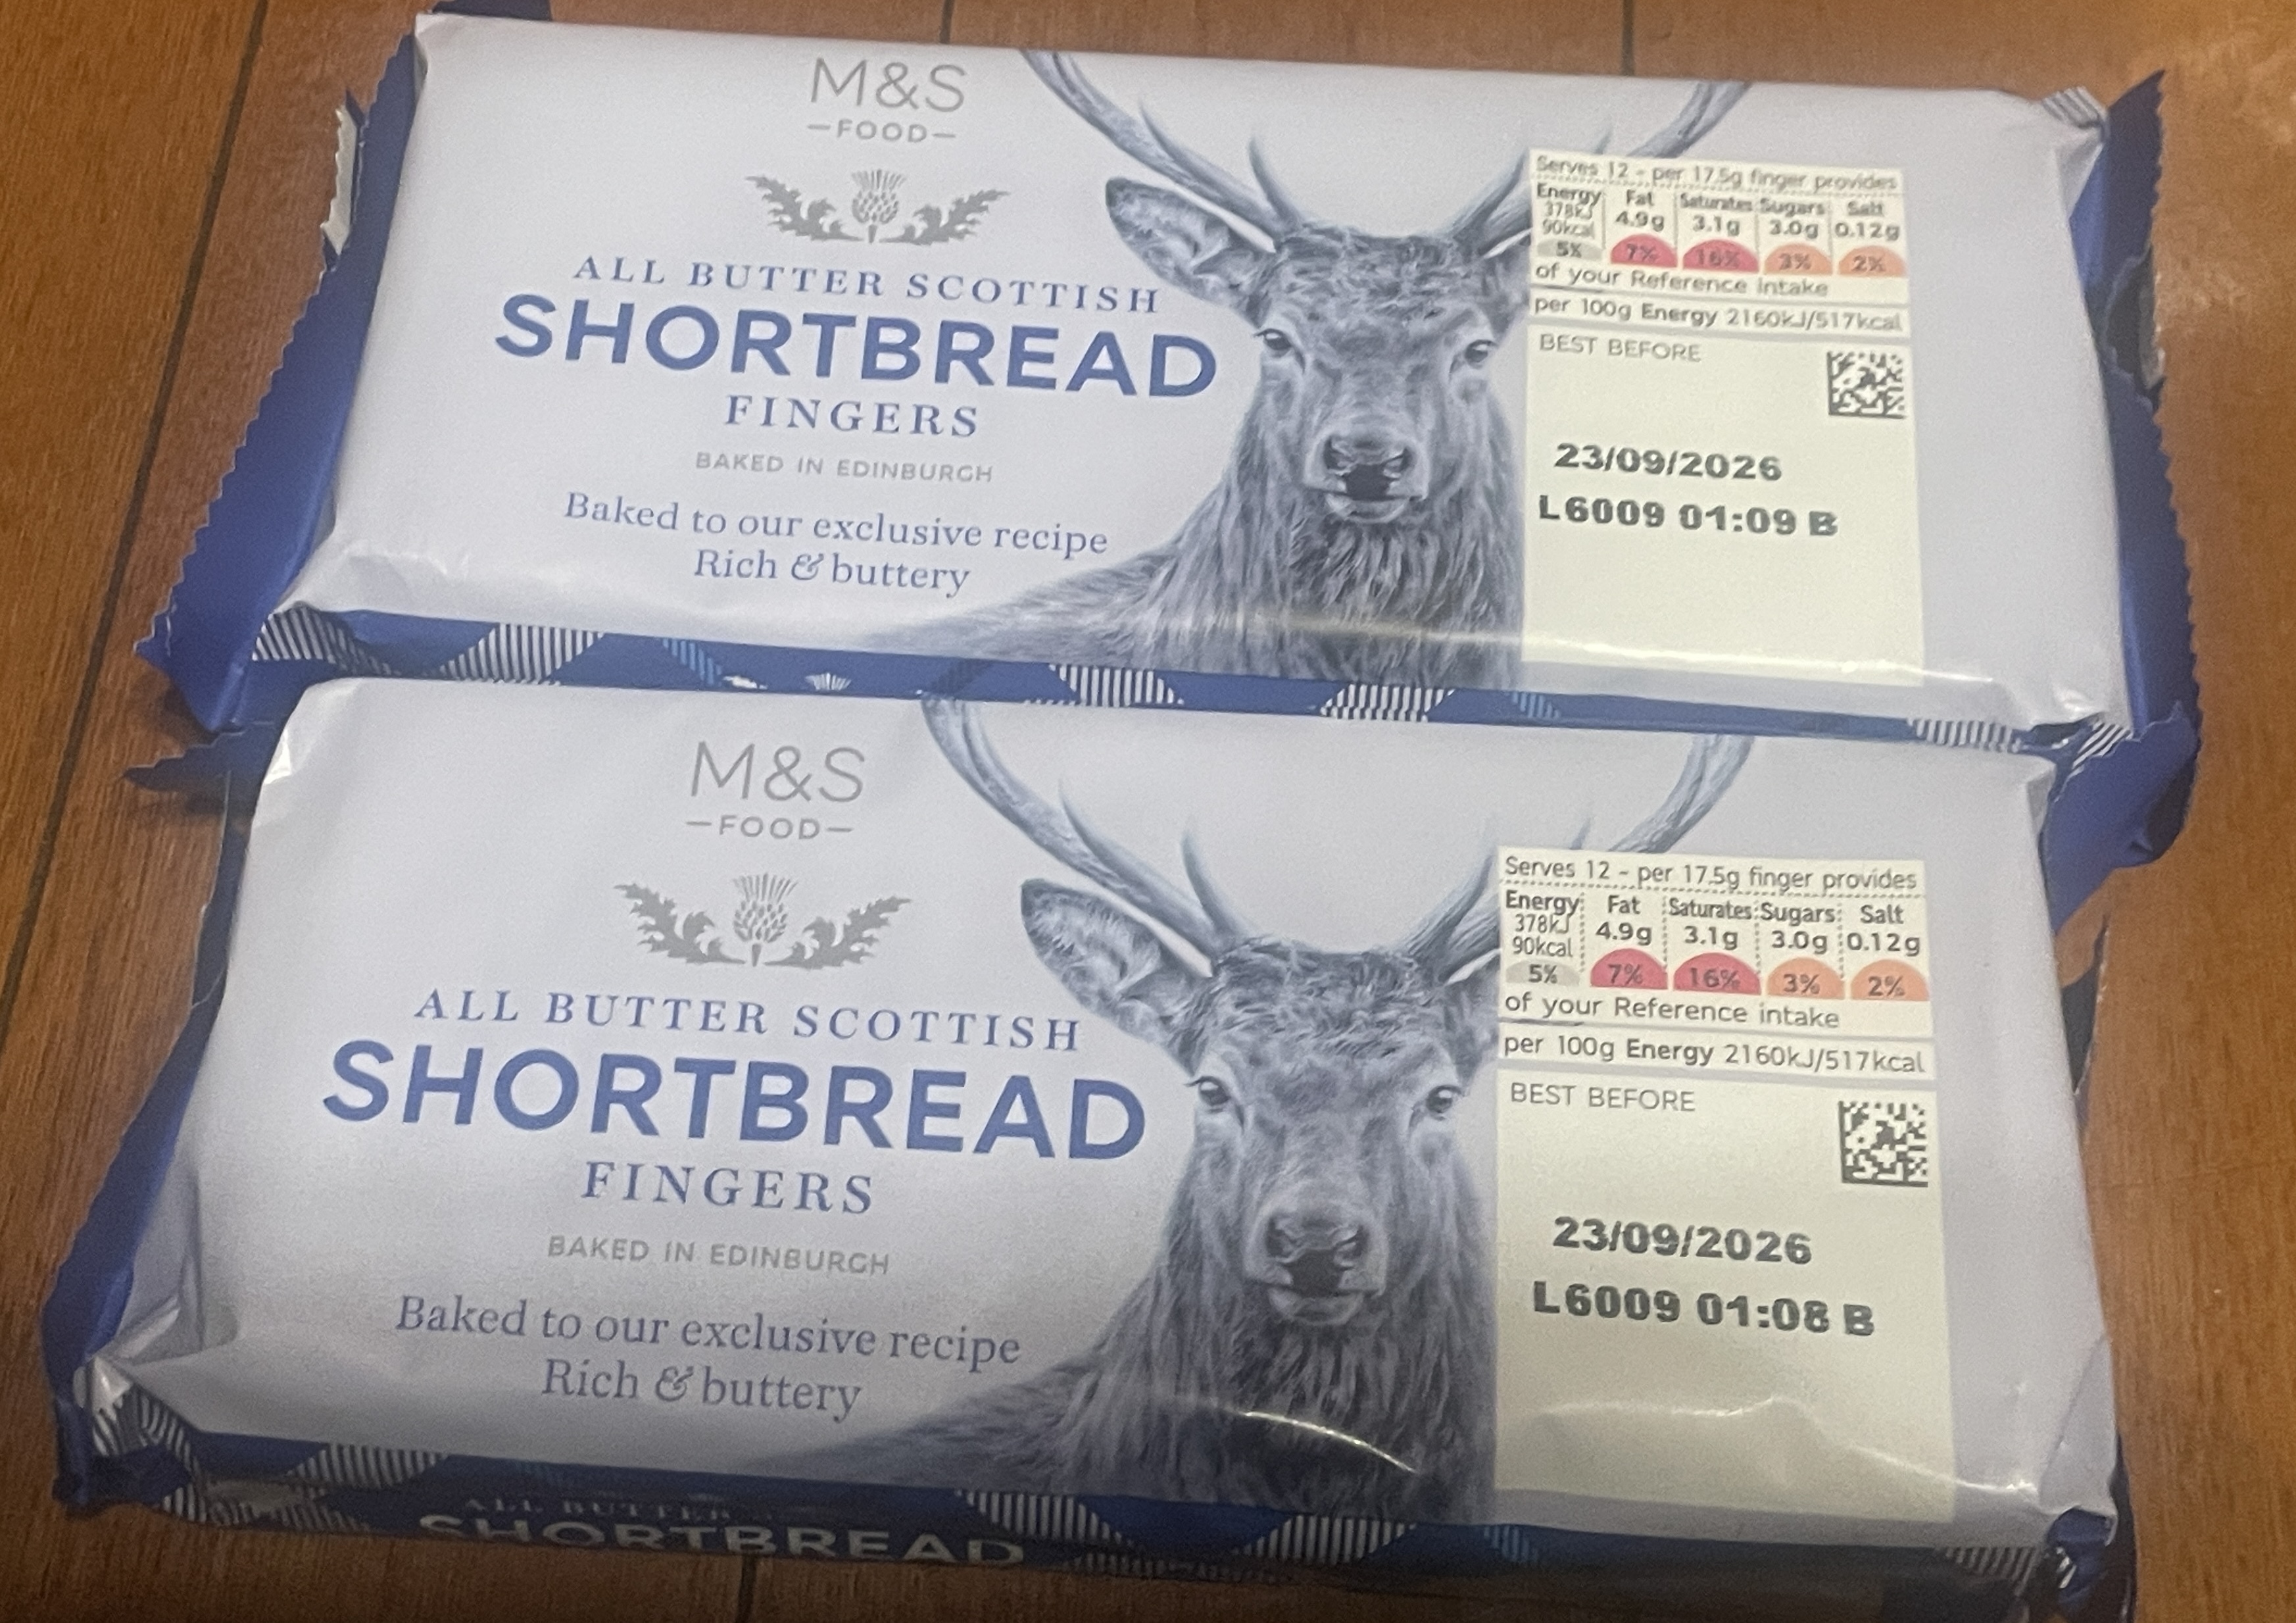 M&S
—FOOD—
ALL BUTTER SCOTTISH
SHORTBREAD
FINGERS
BAKED IN EDINBURGH
Baked to our exclusive recipe
Rich & buttery
Serves 12 - per 17.5g finger provides
Energy Fat Saturates Sugars Salt
378kJ 4.9g 3.1g 3.0g 0.12g
90kcal
5% 7% 16% 3% 2%
of your Reference intake
per 100g Energy 2160kJ/517kcal
BEST BEFORE
23/09/2026
L6009 01:09 B
M&S
—FOOD—
ALL BUTTER SCOTTISH
SHORTBREAD
FINGERS
BAKED IN EDINBURGH
Baked to our exclusive recipe
Rich & buttery
Serves 12 - per 17.5g finger provides
Energy Fat Saturates Sugars Salt
378kJ 4.9g 3.1g 3.0g 0.12g
90kcal
5% 7% 16% 3% 2%
of your Reference intake
per 100g Energy 2160kJ/517kcal
BEST BEFORE
23/09/2026
L6009 01:08 B
ALL BUTTER
SHORTBREAD